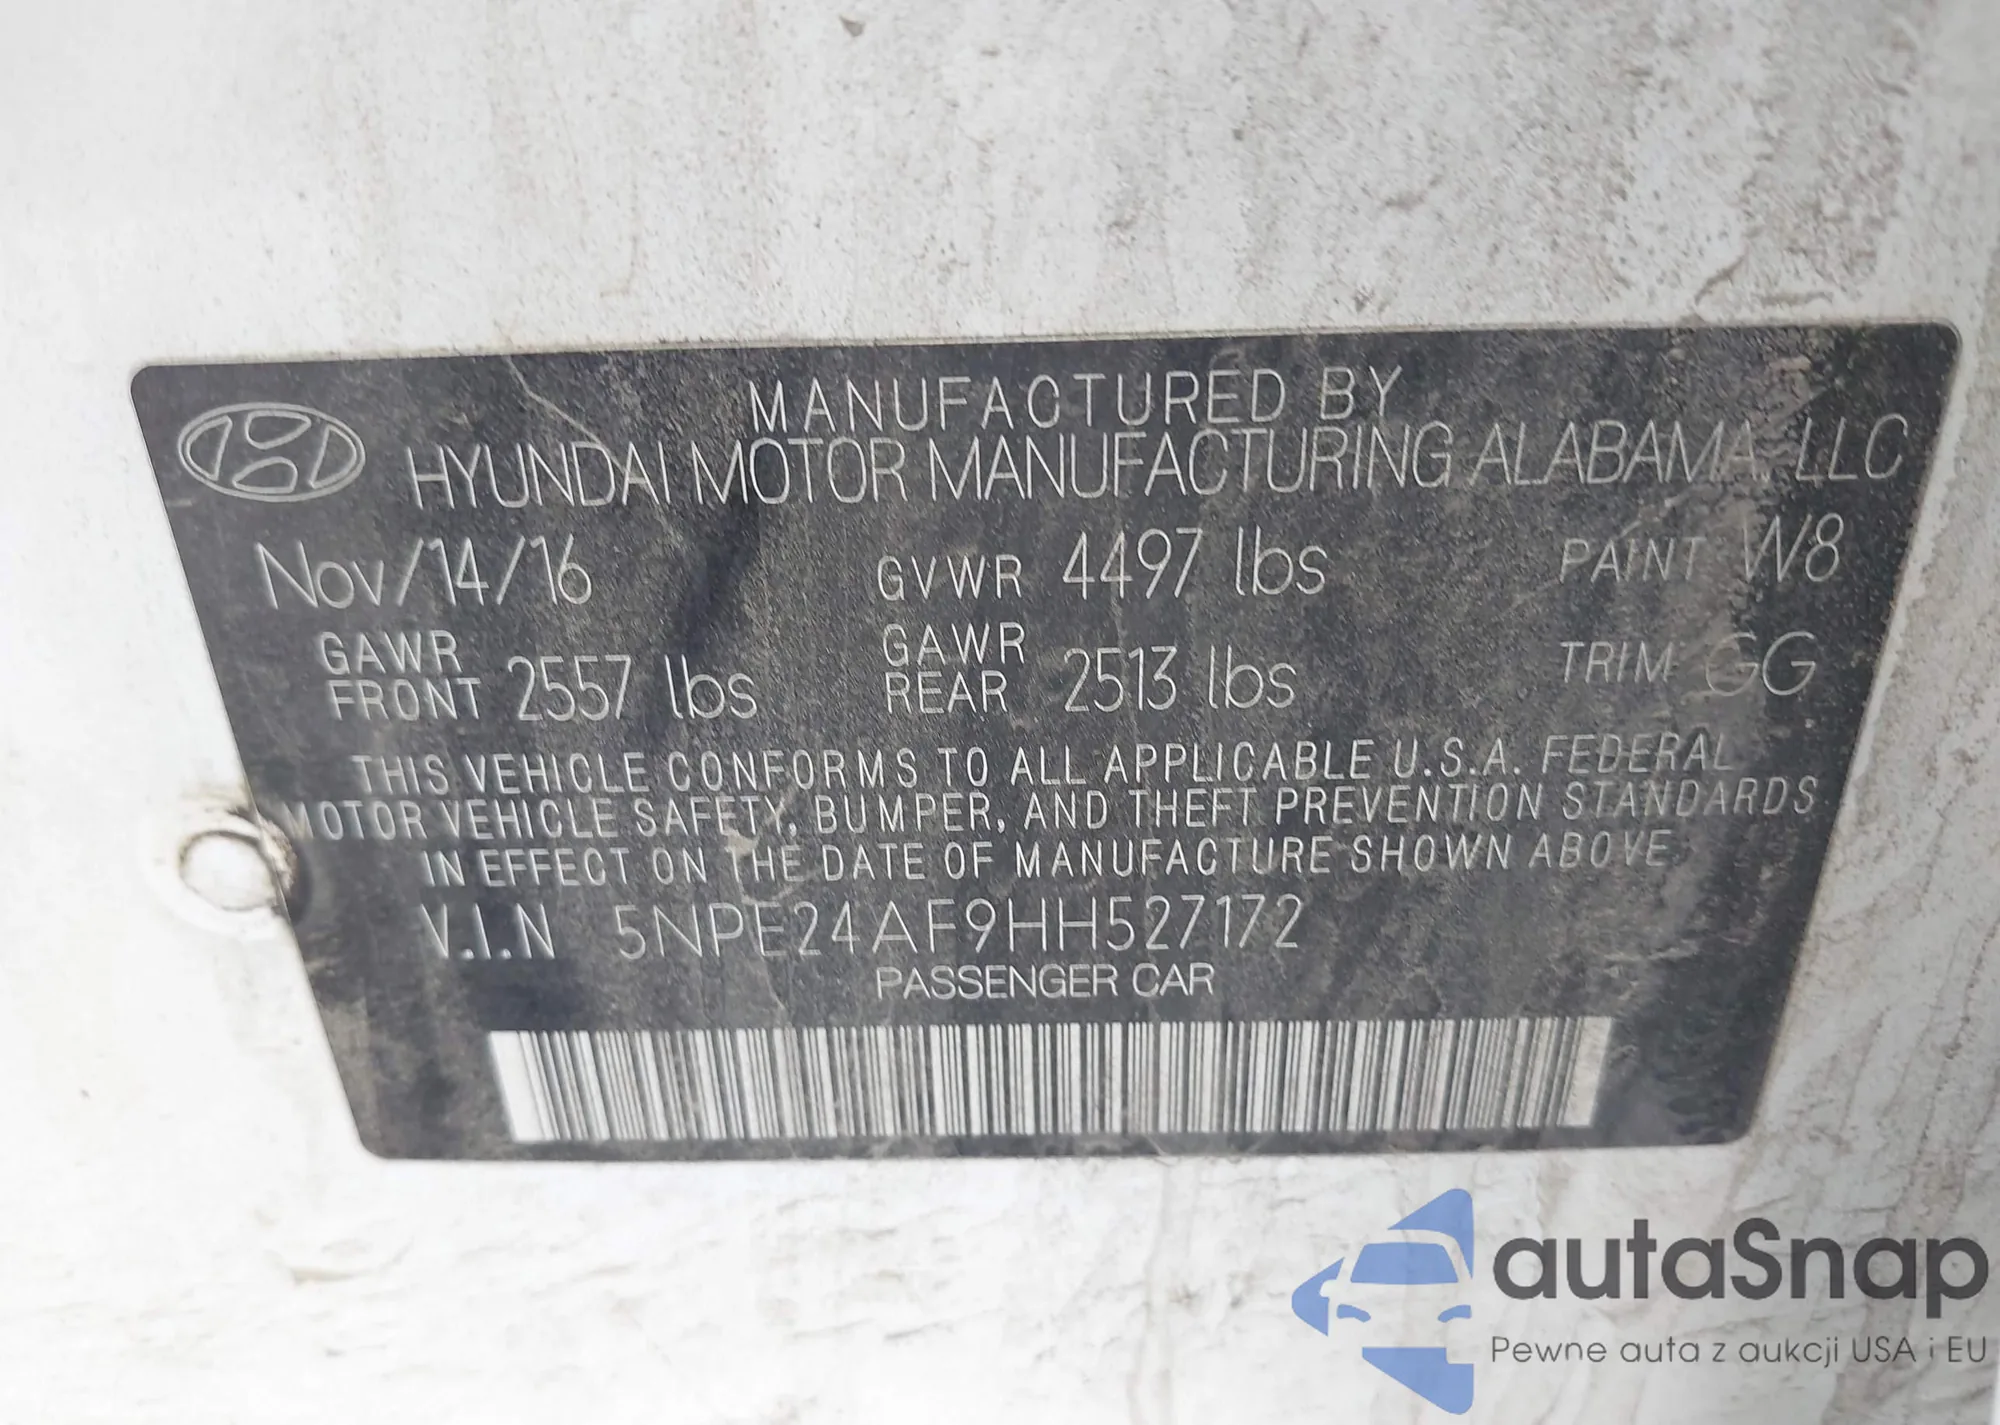 MANUFACTURED BY
HYUNDAI MOTOR MANUFACTURING ALABAMA, LLC
Nov/14/16 GVWR 4497 lbs PAINT W8
GAWR FRONT 2557 lbs GAWR REAR 2513 lbs TRIM GG
THIS VEHICLE CONFORMS TO ALL APPLICABLE U.S.A. FEDERAL
MOTOR VEHICLE SAFETY, BUMPER, AND THEFT PREVENTION STANDARDS
IN EFFECT ON THE DATE OF MANUFACTURE SHOWN ABOVE
V.I.N 5NPE24AF9HH527172
PASSENGER CAR
autaSnap
Pewne auta z aukcji USA i EU